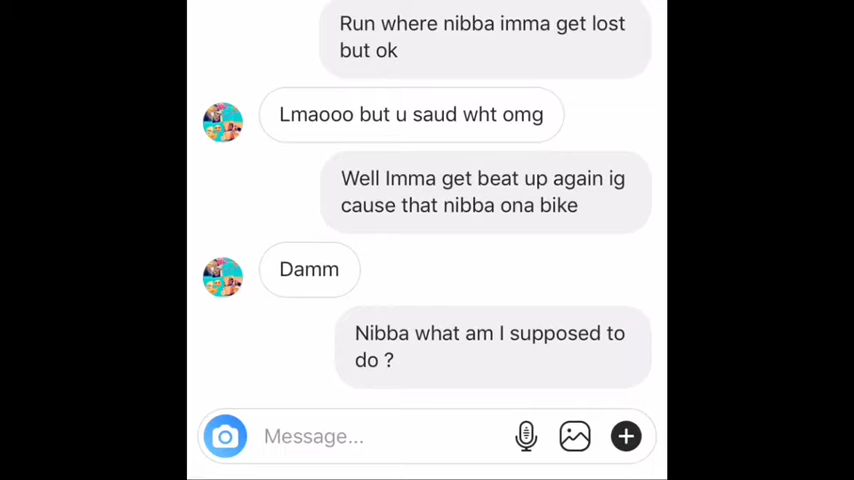 Run where nibba imma get lost
but ok
Lmaooo but u saud wht omg
Well Imma get beat up again ig
cause that nibba ona bike
Damm
Nibba what am I supposed to
do ?
Message...